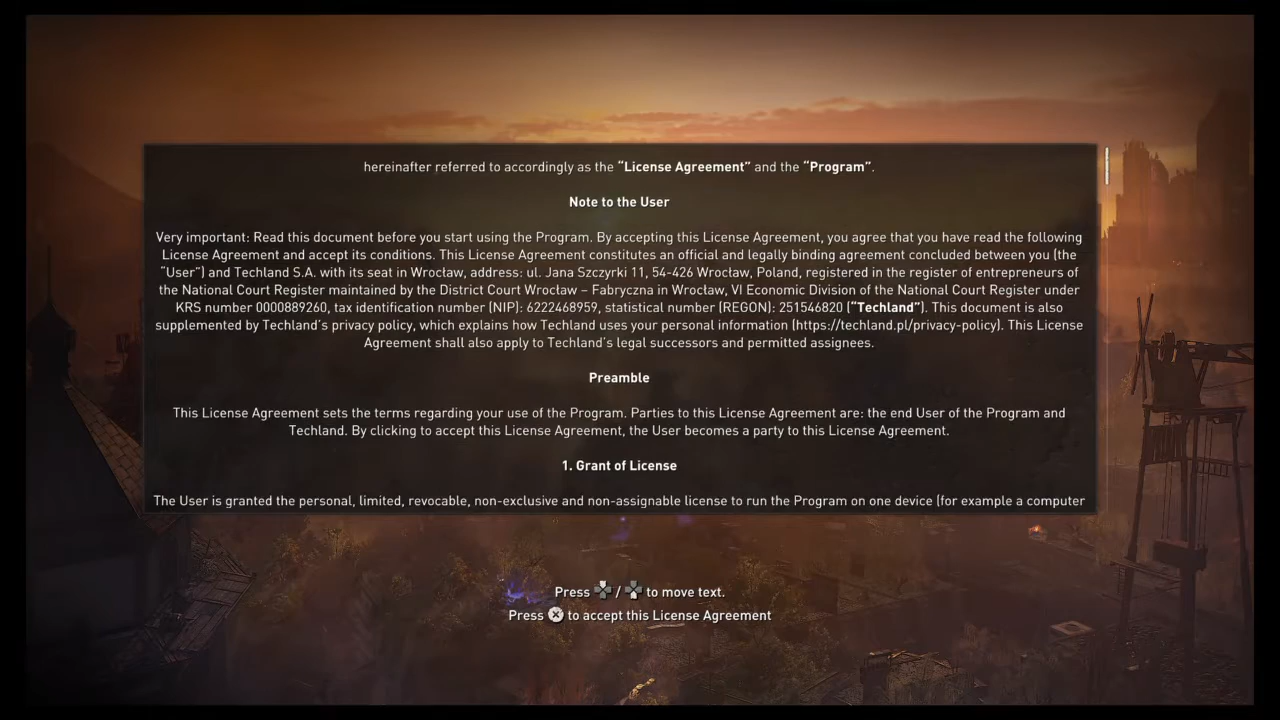 hereinafter referred to accordingly as the “License Agreement” and the “Program”.
Note to the User
Very important: Read this document before you start using the Program. By accepting this License Agreement, you agree that you have read the following
License Agreement and accept its conditions. This License Agreement constitutes an official and legally binding agreement concluded between you (the
“User”) and Techland S.A. with its seat in Wrocław, address: ul. Jana Szczyrki 11, 54-426 Wrocław, Poland, registered in the register of entrepreneurs of
the National Court Register maintained by the District Court Wrocław – Fabryczna in Wrocław, VI Economic Division of the National Court Register under
KRS number 0000889260, tax identification number (NIP): 6222468959, statistical number (REGON): 251546820 (“Techland”). This document is also
supplemented by Techland’s privacy policy, which explains how Techland uses your personal information (https://techland.pl/privacy-policy). This License
Agreement shall also apply to Techland’s legal successors and permitted assignees.
Preamble
This License Agreement sets the terms regarding your use of the Program. Parties to this License Agreement are: the end User of the Program and
Techland. By clicking to accept this License Agreement, the User becomes a party to this License Agreement.
1. Grant of License
The User is granted the personal, limited, revocable, non-exclusive and non-assignable license to run the Program on one device (for example a computer
Press / to move text.
Press to accept this License Agreement